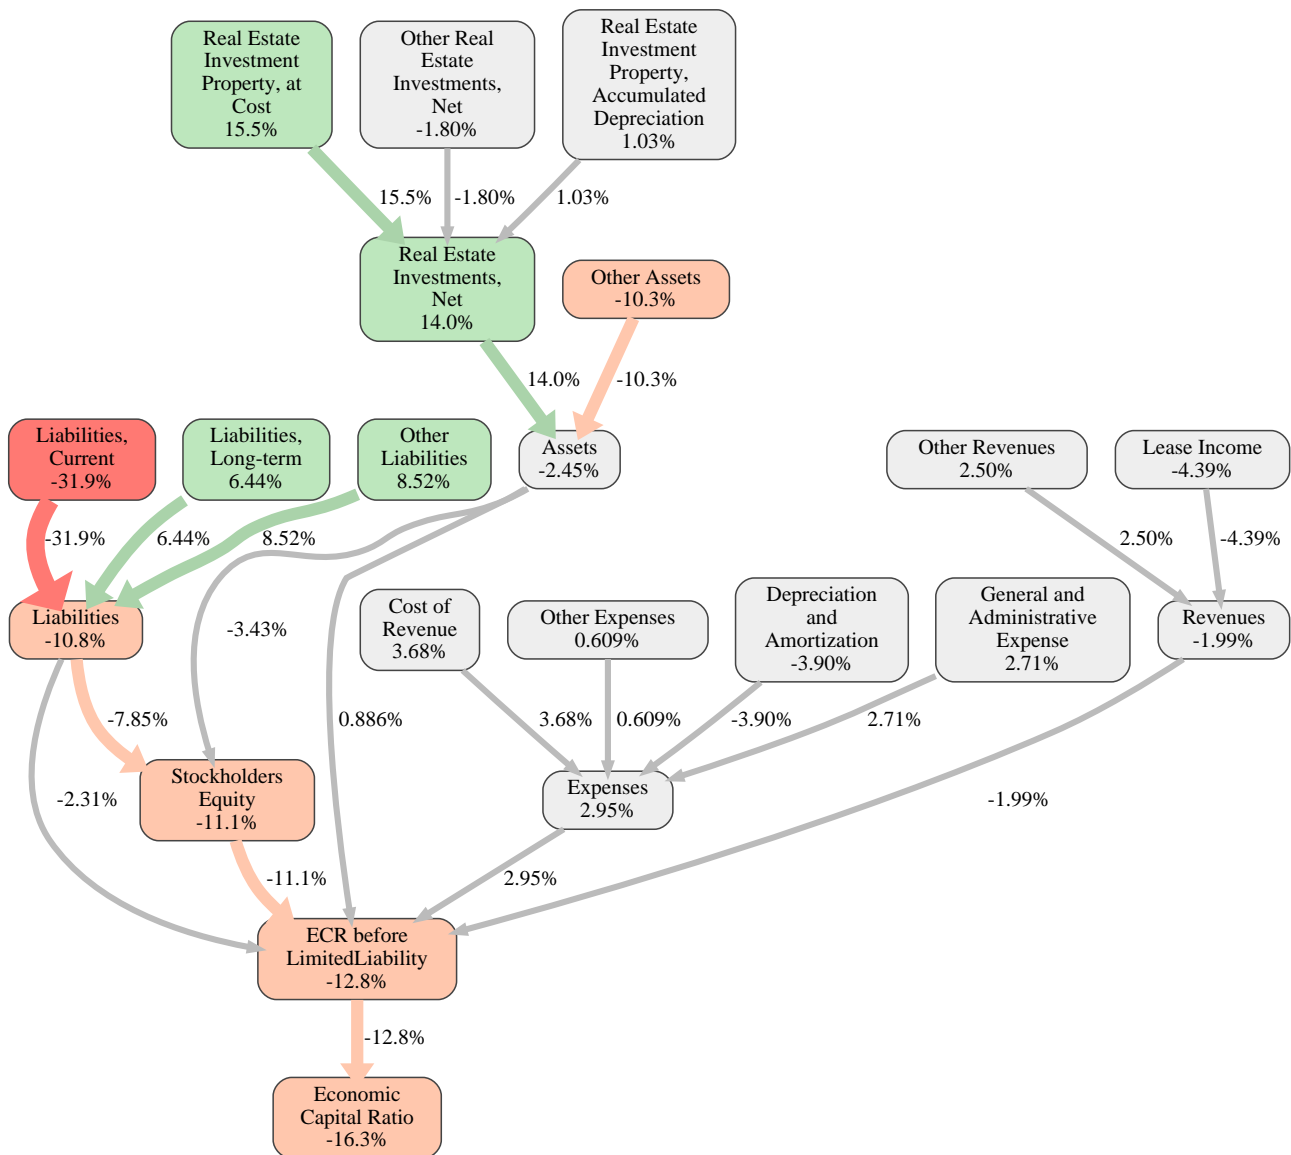 Real Estate
Investment
Property, at
Cost
15.5%
Other Real
Estate
Investments,
Net
-1.80%
Real Estate
Investment
Property,
Accumulated
Depreciation
1.03%
15.5%
-1.80%
1.03%
Real Estate
Investments,
Net
14.0%
Other Assets
-10.3%
14.0%
-10.3%
Liabilities,
Current
-31.9%
Liabilities,
Long-term
6.44%
Other
Liabilities
8.52%
Assets
-2.45%
Other Revenues
2.50%
Lease Income
-4.39%
-31.9%
6.44%
8.52%
2.50%
-4.39%
Liabilities
-10.8%
-3.43%
Cost of
Revenue
3.68%
Other Expenses
0.609%
Depreciation
and
Amortization
-3.90%
General and
Administrative
Expense
2.71%
Revenues
-1.99%
-7.85%
0.886%
3.68%
0.609%
-3.90%
2.71%
Stockholders
Equity
-11.1%
-2.31%
Expenses
2.95%
-1.99%
-11.1%
2.95%
ECR before
LimitedLiability
-12.8%
-12.8%
Economic
Capital Ratio
-16.3%